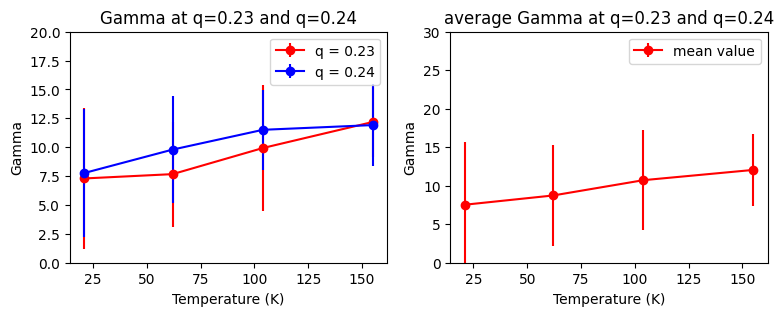 Gamma at q=0.23 and q=0.24
20.0
17.5
15.0
12.5
10.0
7.5
5.0
2.5
0.0
Gamma
q = 0.23
q = 0.24
25 50 75 100 125 150
Temperature (K)
average Gamma at q=0.23 and q=0.24
30
25
20
15
10
5
0
Gamma
mean value
25 50 75 100 125 150
Temperature (K)